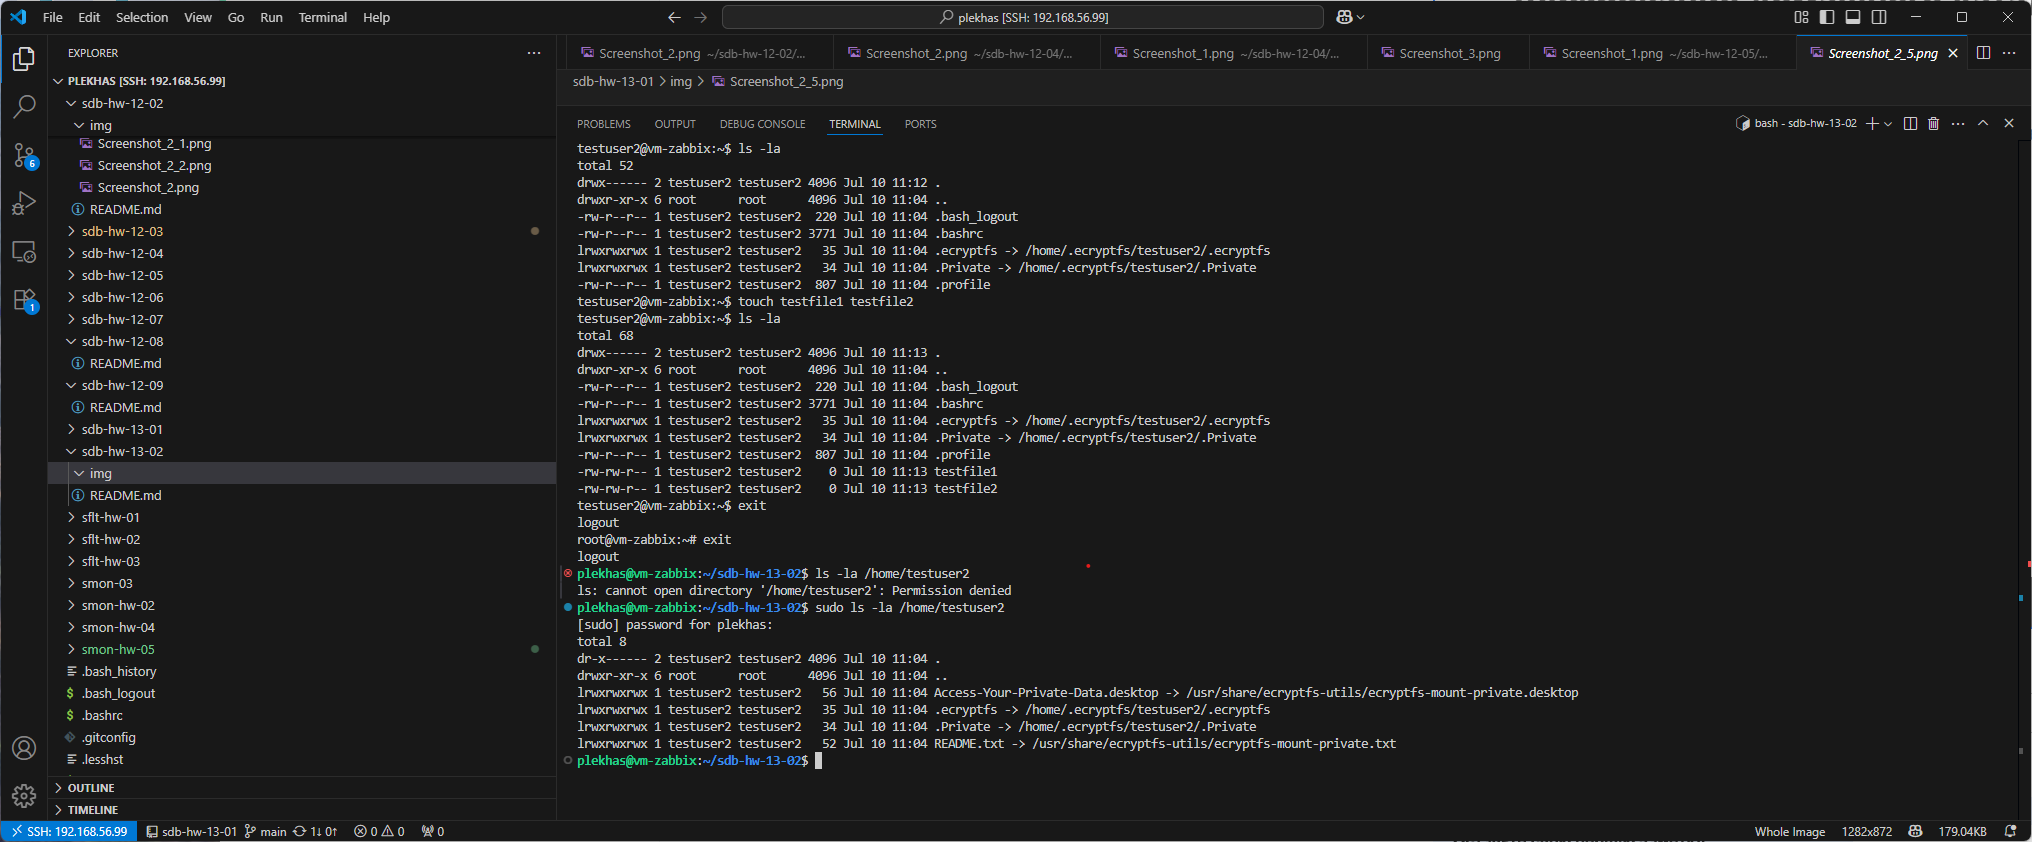 File Edit Selection View Go Run Terminal Help
plekhas [SSH: 192.168.56.99]
EXPLORER
PLEKHAS [SSH: 192.168.56.99]
sdb-hw-12-02
img
Screenshot_2_1.png
Screenshot_2_2.png
Screenshot_2.png
README.md
sdb-hw-12-03
sdb-hw-12-04
sdb-hw-12-05
sdb-hw-12-06
sdb-hw-12-07
sdb-hw-12-08
README.md
sdb-hw-12-09
README.md
sdb-hw-13-01
sdb-hw-13-02
img
README.md
sflt-hw-01
sflt-hw-02
sflt-hw-03
smon-03
smon-hw-02
smon-hw-04
smon-hw-05
.bash_history
.bash_logout
.bashrc
.gitconfig
.lesshst
OUTLINE
TIMELINE
6
1
Screenshot_2.png ~/sdb-hw-12-02/... Screenshot_2.png ~/sdb-hw-12-04/... Screenshot_1.png ~/sdb-hw-12-04/... Screenshot_3.png Screenshot_1.png ~/sdb-hw-12-05/... Screenshot_2_5.png
sdb-hw-13-01 > img > Screenshot_2_5.png
PROBLEMS OUTPUT DEBUG CONSOLE TERMINAL PORTS bash - sdb-hw-13-02
testuser2@vm-zabbix:~$ ls -la
total 52
drwx------ 2 testuser2 testuser2 4096 Jul 10 11:12 .
drwxr-xr-x 6 root      root      4096 Jul 10 11:04 ..
-rw-r--r-- 1 testuser2 testuser2  220 Jul 10 11:04 .bash_logout
-rw-r--r-- 1 testuser2 testuser2 3771 Jul 10 11:04 .bashrc
lrwxrwxrwx 1 testuser2 testuser2   35 Jul 10 11:04 .ecryptfs -> /home/.ecryptfs/testuser2/.ecryptfs
lrwxrwxrwx 1 testuser2 testuser2   34 Jul 10 11:04 .Private -> /home/.ecryptfs/testuser2/.Private
-rw-r--r-- 1 testuser2 testuser2  807 Jul 10 11:04 .profile
testuser2@vm-zabbix:~$ touch testfile1 testfile2
testuser2@vm-zabbix:~$ ls -la
total 68
drwx------ 2 testuser2 testuser2 4096 Jul 10 11:13 .
drwxr-xr-x 6 root      root      4096 Jul 10 11:04 ..
-rw-r--r-- 1 testuser2 testuser2  220 Jul 10 11:04 .bash_logout
-rw-r--r-- 1 testuser2 testuser2 3771 Jul 10 11:04 .bashrc
lrwxrwxrwx 1 testuser2 testuser2   35 Jul 10 11:04 .ecryptfs -> /home/.ecryptfs/testuser2/.ecryptfs
lrwxrwxrwx 1 testuser2 testuser2   34 Jul 10 11:04 .Private -> /home/.ecryptfs/testuser2/.Private
-rw-r--r-- 1 testuser2 testuser2  807 Jul 10 11:04 .profile
-rw-rw-r-- 1 testuser2 testuser2    0 Jul 10 11:13 testfile1
-rw-rw-r-- 1 testuser2 testuser2    0 Jul 10 11:13 testfile2
testuser2@vm-zabbix:~$ exit
logout
root@vm-zabbix:~# exit
logout
plekhas@vm-zabbix:~/sdb-hw-13-02$ ls -la /home/testuser2
ls: cannot open directory '/home/testuser2': Permission denied
plekhas@vm-zabbix:~/sdb-hw-13-02$ sudo ls -la /home/testuser2
[sudo] password for plekhas:
total 8
dr-x------ 2 testuser2 testuser2 4096 Jul 10 11:04 .
drwxr-xr-x 6 root      root      4096 Jul 10 11:04 ..
lrwxrwxrwx 1 testuser2 testuser2   56 Jul 10 11:04 Access-Your-Private-Data.desktop -> /usr/share/ecryptfs-utils/ecryptfs-mount-private.desktop
lrwxrwxrwx 1 testuser2 testuser2   35 Jul 10 11:04 .ecryptfs -> /home/.ecryptfs/testuser2/.ecryptfs
lrwxrwxrwx 1 testuser2 testuser2   34 Jul 10 11:04 .Private -> /home/.ecryptfs/testuser2/.Private
lrwxrwxrwx 1 testuser2 testuser2   52 Jul 10 11:04 README.txt -> /usr/share/ecryptfs-utils/ecryptfs-mount-private.txt
plekhas@vm-zabbix:~/sdb-hw-13-02$
SSH: 192.168.56.99 sdb-hw-13-01 main 1↓ 0↑ 0 0 0 Whole Image 1282x872 179.04KB